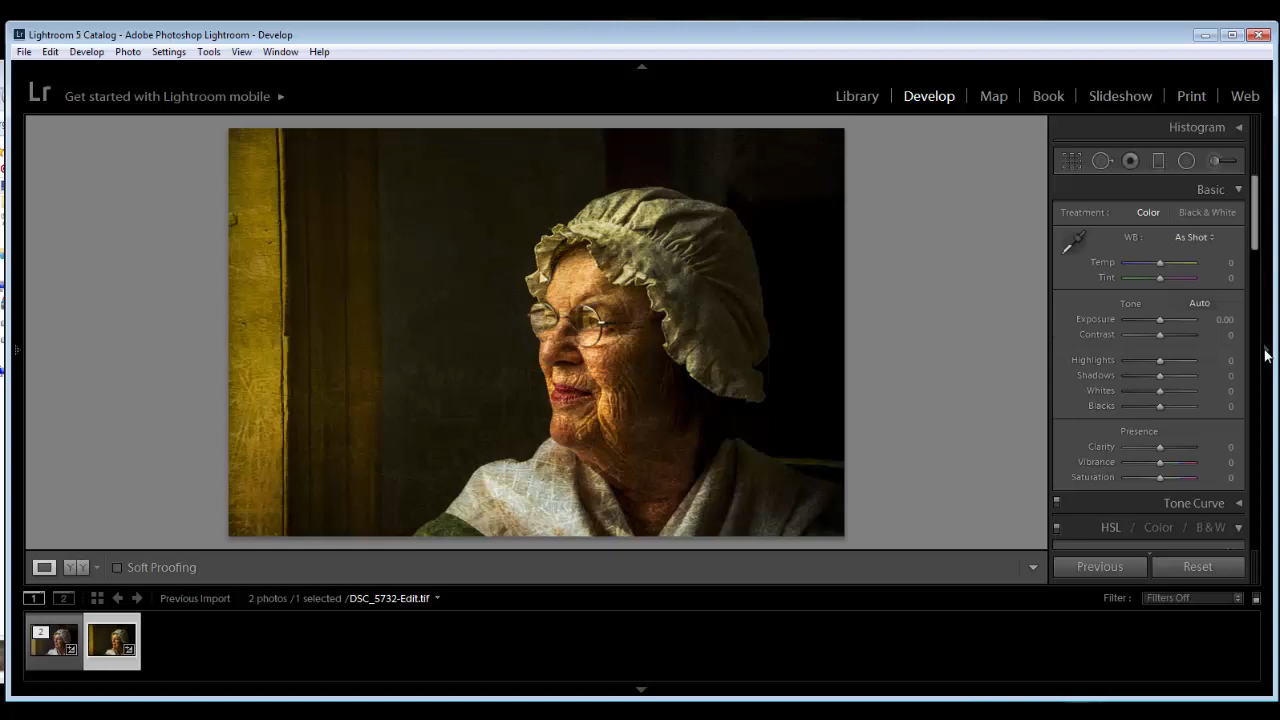 Lr Lightroom 5 Catalog - Adobe Photoshop Lightroom - Develop
File Edit Develop Photo Settings Tools View Window Help
Lr Get started with Lightroom mobile ▸
Library Develop Map Book Slideshow Print Web
Histogram
Basic
Treatment : Color Black & White
WB : As Shot
Temp 0
Tint 0
Tone Auto
Exposure 0.00
Contrast 0
Highlights 0
Shadows 0
Whites 0
Blacks 0
Presence
Clarity 0
Vibrance 0
Saturation 0
Tone Curve
HSL / Color / B & W
Previous Reset
Y Y Soft Proofing
1 2 Previous Import 2 photos / 1 selected / DSC_5732-Edit.tif
Filter : Filters Off
2